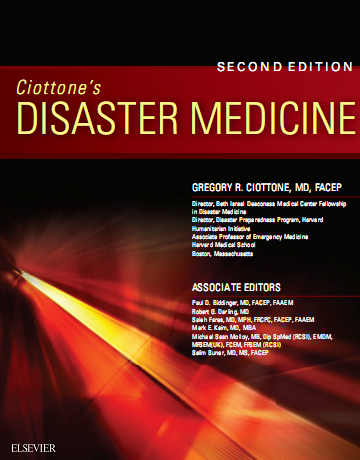 SECOND EDITION
Ciottone's
DISASTER MEDICINE
GREGORY R. CIOTTONE, MD, FACEP
Director, Beth Israel Deaconess Medical Center Fellowship
in Disaster Medicine
Director, Disaster Preparedness Program, Harvard
Humanitarian Initiative
Associate Professor of Emergency Medicine
Harvard Medical School
Boston, Massachusetts
ASSOCIATE EDITORS
Paul D. Biddinger, MD, FACEP, FAAEM
Robert G. Darling, MD
Saleh Fares, MD, MPH, FRCPC, FACEP, FAAEM
Mark E. Keim, MD, MBA
Michael Sean Molloy, MB, Dip SpMed (RCSI), EMDM,
MFSEM(UK), FCEM, FFSEM (RCSI)
Selim Suner, MD, MS, FACEP
ELSEVIER